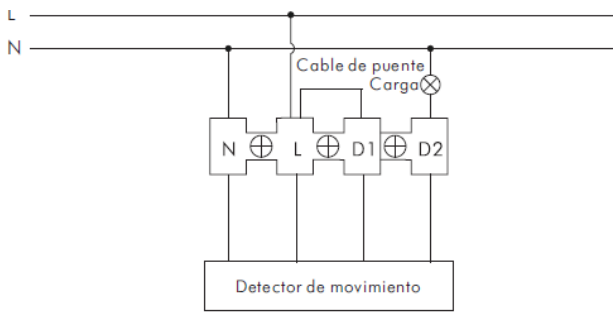 L
N
Cable de puente
Carga
N L D1 D2
Detector de movimiento